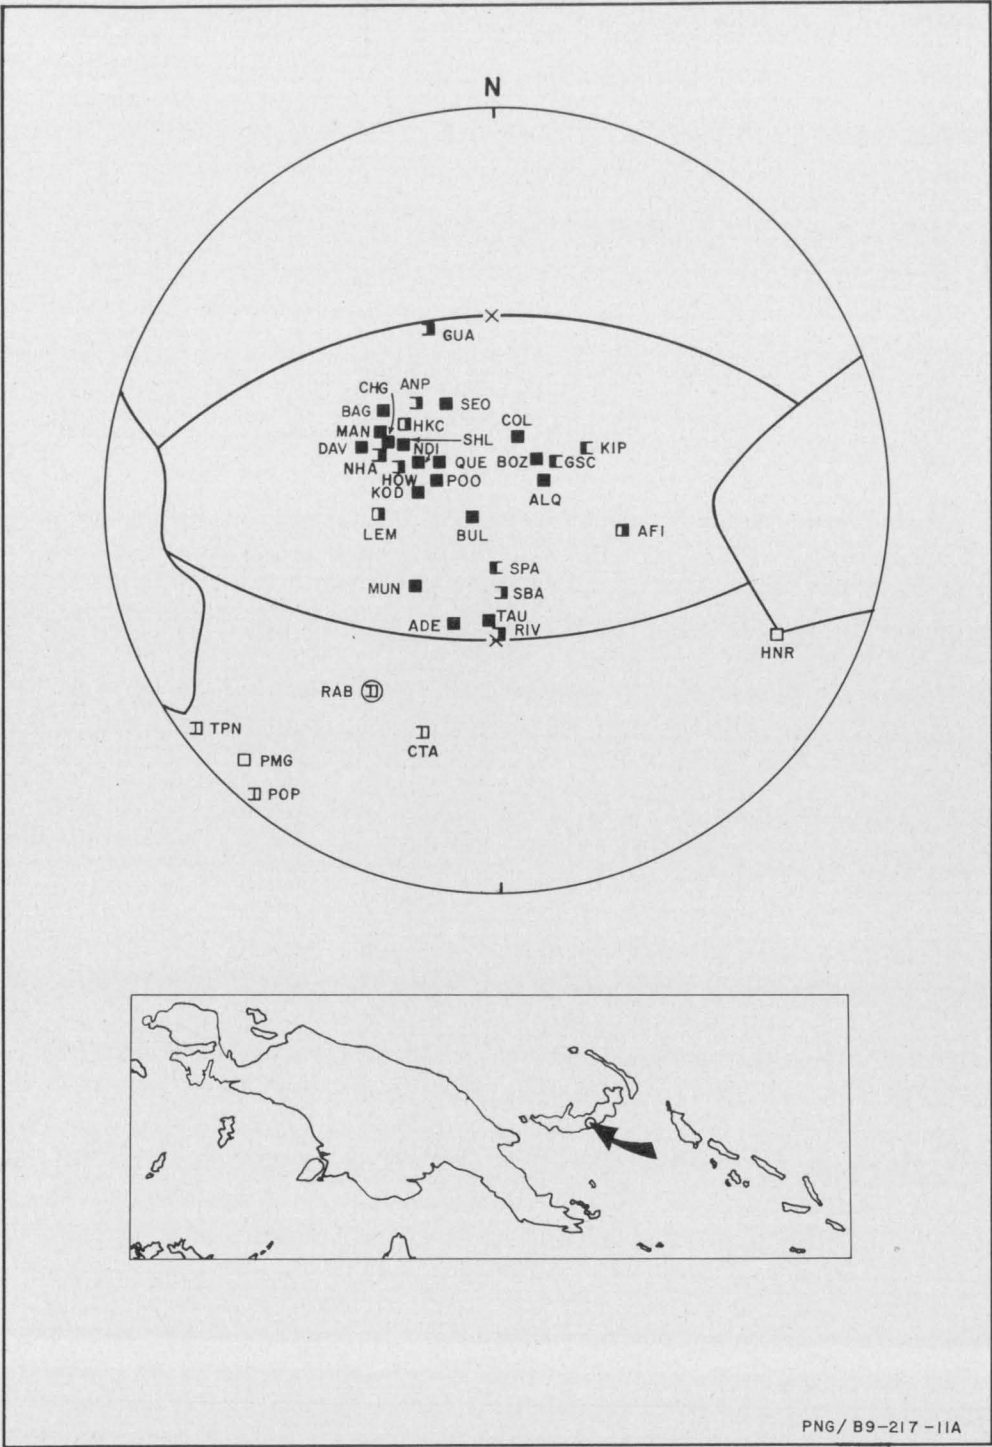 N
GUA
CHG ANP
BAG SEO
HKC
MAN SHL COL
DAV NDI KIP
NHA QUE BOZ GSC
HOW POO
KOD ALQ
LEM BUL AFI
SPA
MUN SBA
TAU
ADE RIV
HNR
RAB
TPN
CTA
PMG
POP
PNG/B9-217-11A